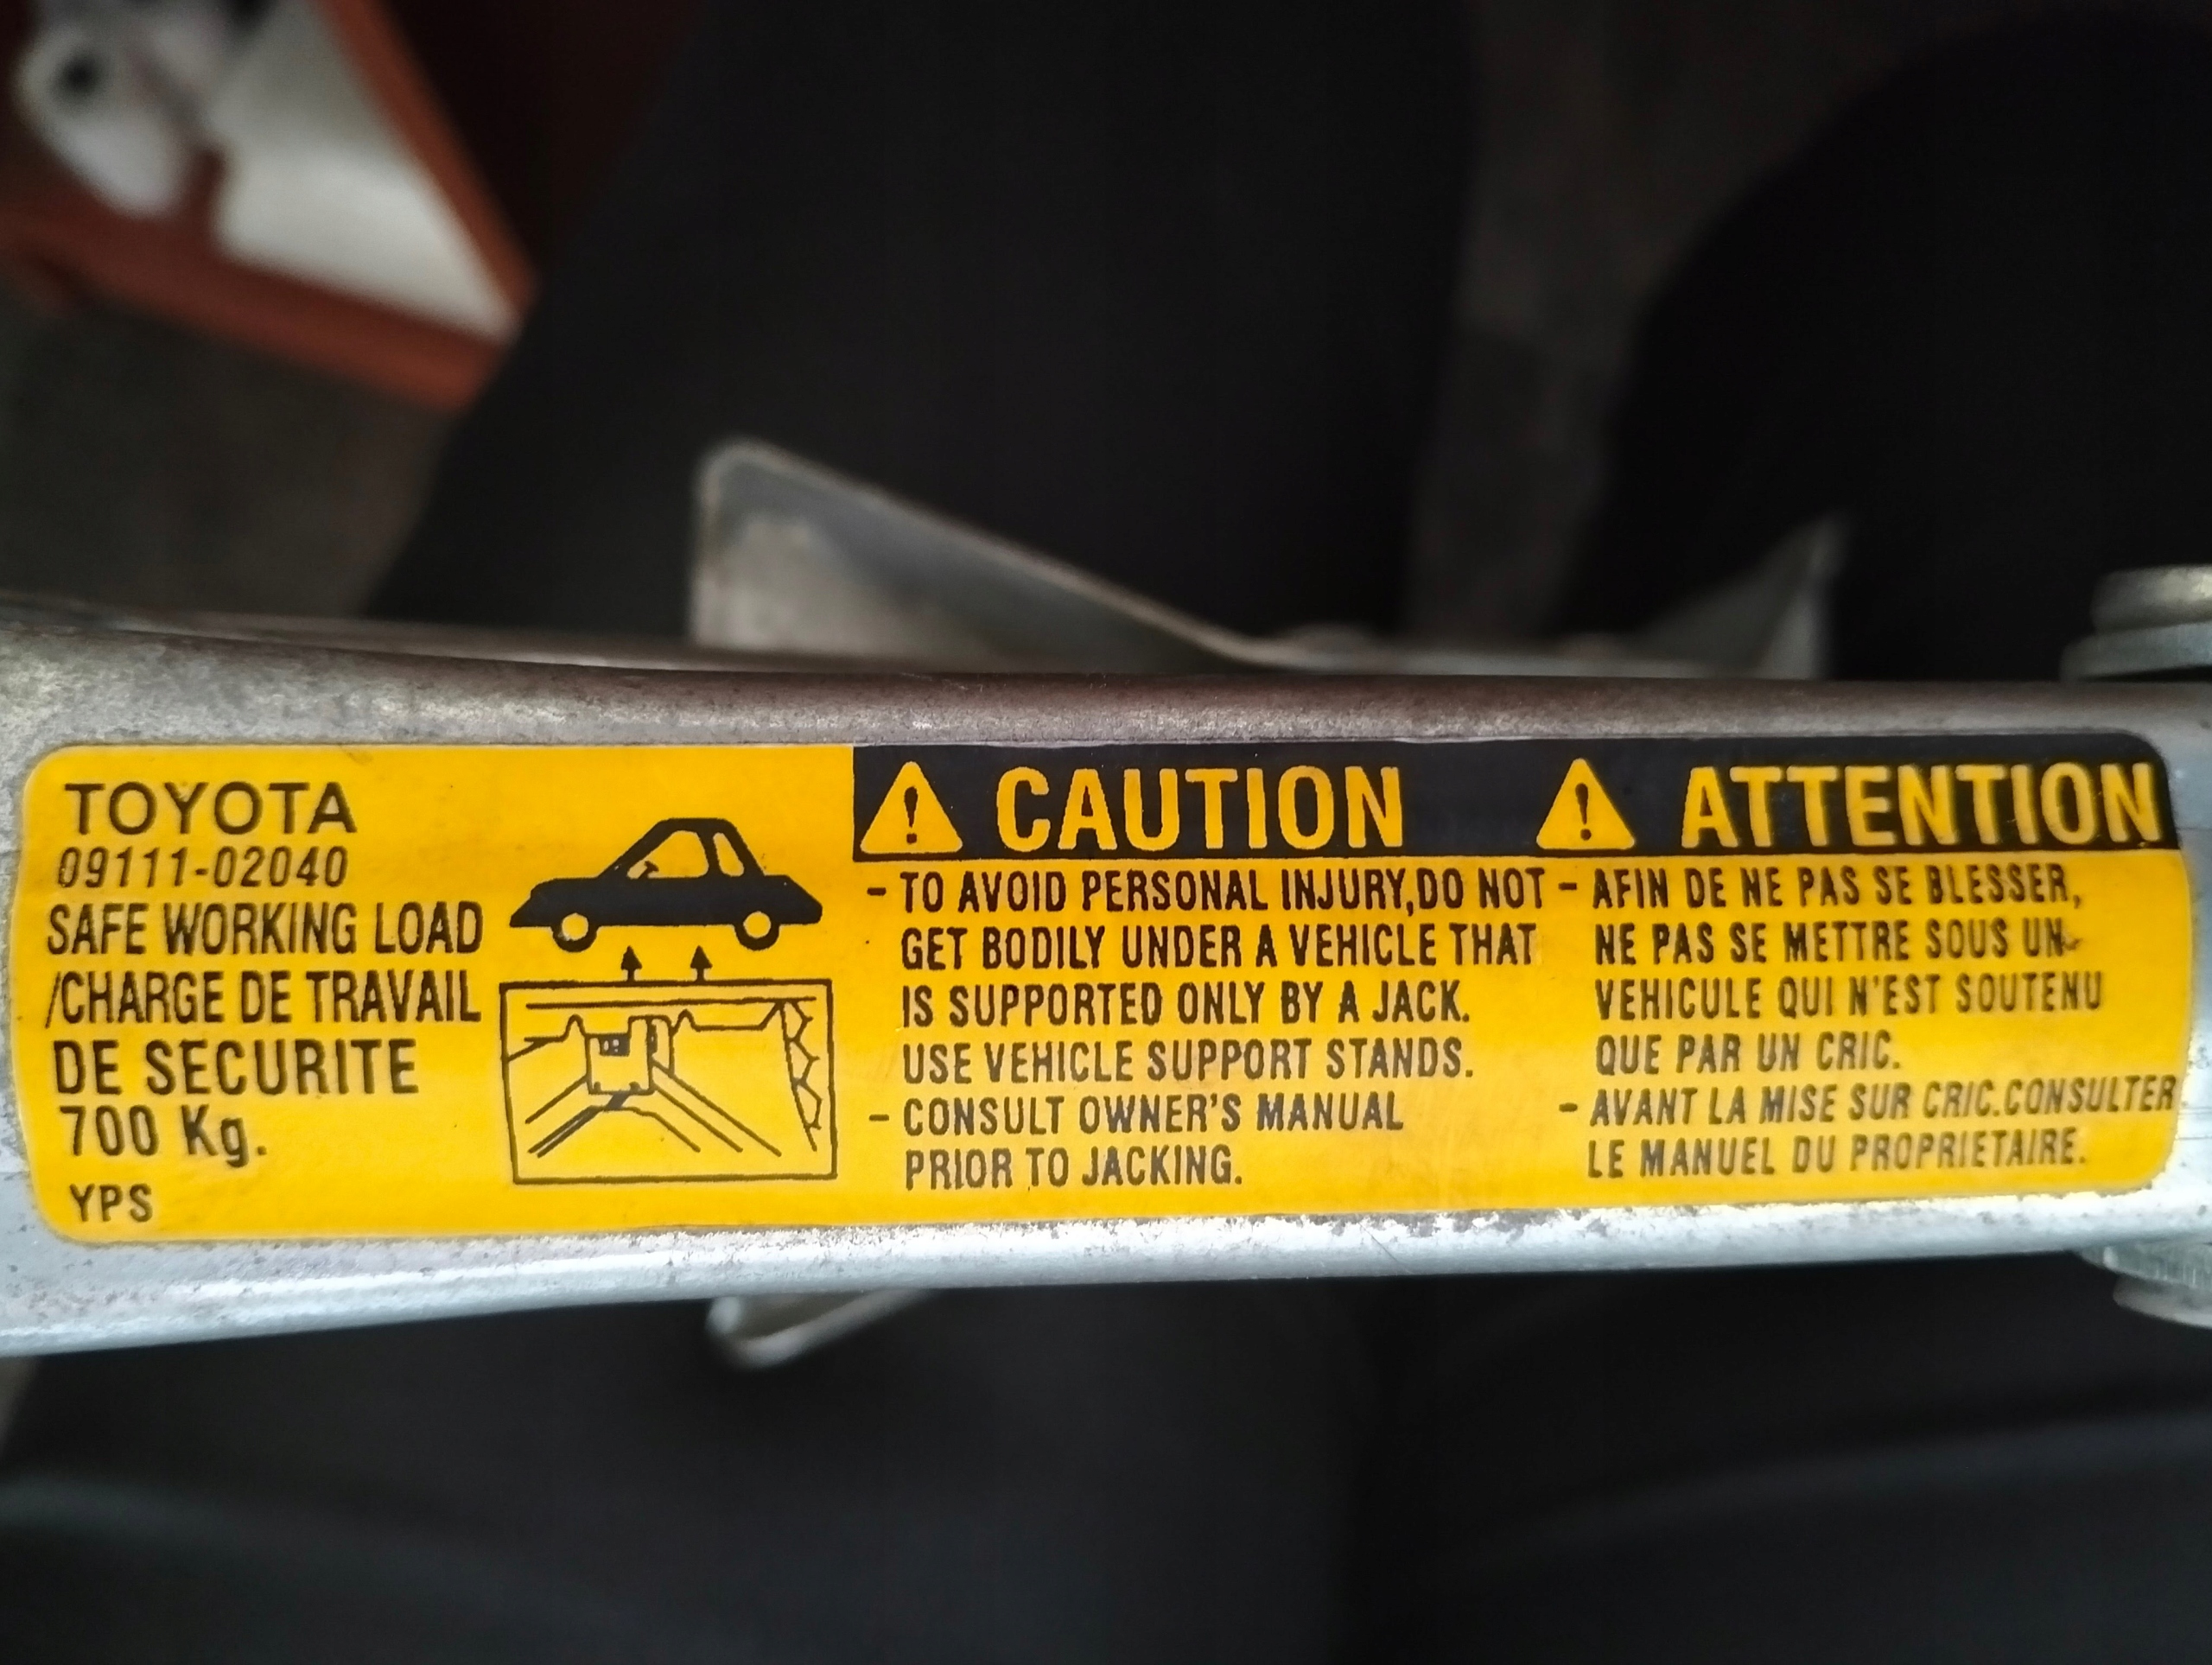 TOYOTA
09111-02040
SAFE WORKING LOAD
/CHARGE DE TRAVAIL
DE SECURITE
700 Kg.
YPS
CAUTION
- TO AVOID PERSONAL INJURY,DO NOT
GET BODILY UNDER A VEHICLE THAT
IS SUPPORTED ONLY BY A JACK.
USE VEHICLE SUPPORT STANDS.
- CONSULT OWNER'S MANUAL
PRIOR TO JACKING.
ATTENTION
- AFIN DE NE PAS SE BLESSER,
NE PAS SE METTRE SOUS UN
VEHICULE QUI N'EST SOUTENU
QUE PAR UN CRIC.
- AVANT LA MISE SUR CRIC.CONSULTER
LE MANUEL DU PROPRIETAIRE.